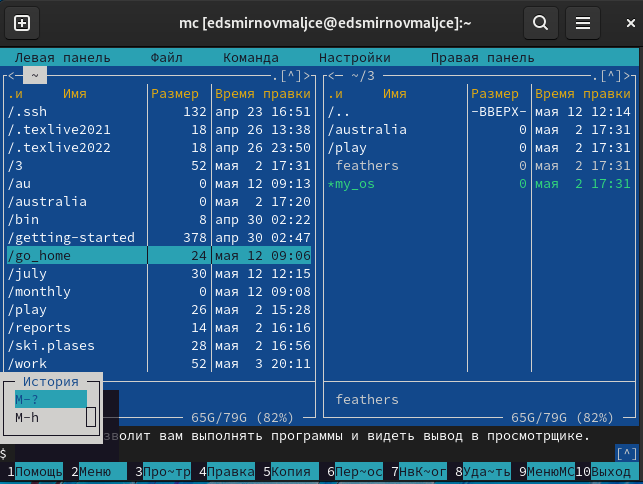 mc [edsmirnovmaljce@edsmirnovmaljce]:~
Левая панель Файл Команда Настройки Правая панель
<— ~ .[^]>
.и Имя Размер Время правки
/.ssh 132 апр 23 16:51
/.texlive2021 18 апр 26 13:38
/.texlive2022 18 апр 26 23:50
/3 52 мая 2 17:31
/au 0 мая 12 09:13
/australia 0 мая 2 17:20
/bin 8 апр 30 02:22
/getting-started 378 апр 30 02:47
/go_home 24 мая 12 09:06
/july 30 мая 12 12:15
/monthly 0 мая 12 09:08
/play 26 мая 2 15:28
/reports 14 мая 2 16:16
/ski.plases 28 мая 2 16:56
/work 52 мая 3 20:11
65G/79G (82%)
<— ~/3 .[^]>
.и Имя Размер Время правки
/.. -ВВЕРХ- мая 12 12:14
/australia 0 мая 2 17:31
/play 0 мая 2 17:31
feathers 0 мая 2 17:31
*my_os 0 мая 2 17:31
feathers
65G/79G (82%)
История
M-?
M-h
зволит вам выполнять программы и видеть вывод в просмотрщике.
$ [^]
1Помощь 2Меню 3Про~тр 4Правка 5Копия 6Пер~ос 7НвК~ог 8Уда~ть 9МенюMC 10Выход